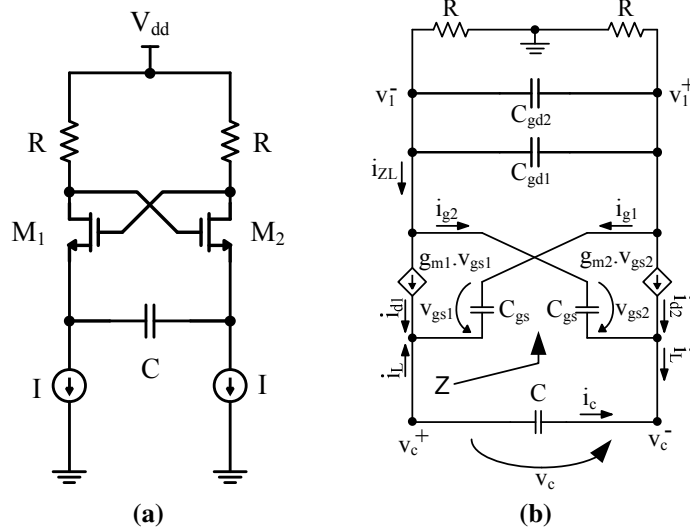 V_dd
R
R
M_1
M_2
C
I
I
(a)
R
R
v_1^-
v_1^+
C_gd2
C_gd1
i_ZL
i_g2
i_g1
g_m1.v_gs1
g_m2.v_gs2
i_d1
v_gs1
C_gs
C_gs
v_gs2
i_d2
i_L
i_L
Z
C
i_c
v_c^+
v_c^-
v_c
(b)